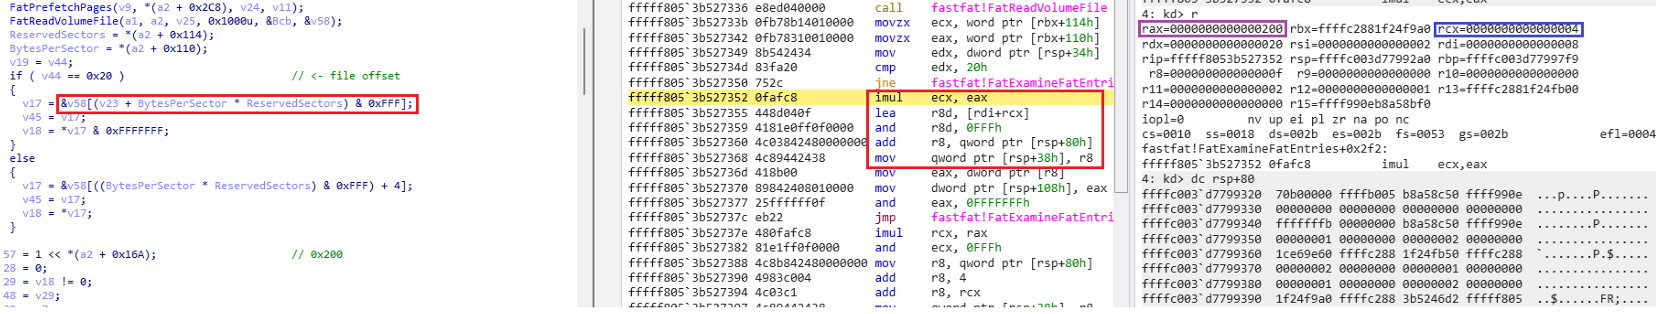 FatPrefetchPages(v9, *(a2 + 0x2C8), v24, v11);
FatReadVolumeFile(a1, a2, v25, 0x1000u, &Bcb, &v58);
ReservedSectors = *(a2 + 0x114);
BytesPerSector = *(a2 + 0x110);
v19 = v44;
if ( v44 == 0x20 ) // <- file offset
{
v17 = &v58[(v23 + BytesPerSector * ReservedSectors) & 0xFFF];
v45 = v17;
v18 = *v17 & 0xFFFFFFF;
}
else
{
v17 = &v58[((BytesPerSector * ReservedSectors) & 0xFFF) + 4];
v45 = v17;
v18 = *v17;
}
57 = 1 << *(a2 + 0x16A); // 0x200
28 = 0;
29 = v18 != 0;
48 = v29;
fffff805`3b527336 e8ed040000 call fastfat!FatReadVolumeFile
fffff805`3b52733b 0fb78b14010000 movzx ecx, word ptr [rbx+114h]
fffff805`3b527342 0fb78310010000 movzx eax, word ptr [rbx+110h]
fffff805`3b527349 8b542434 mov edx, dword ptr [rsp+34h]
fffff805`3b52734d 83fa20 cmp edx, 20h
fffff805`3b527350 752c jne fastfat!FatExamineFatEntri
fffff805`3b527352 0fafc8 imul ecx, eax
fffff805`3b527355 448d040f lea r8d, [rdi+rcx]
fffff805`3b527359 4181e0ff0f0000 and r8d, 0FFFh
fffff805`3b527360 4c03842480000000 add r8, qword ptr [rsp+80h]
fffff805`3b527368 4c89442438 mov qword ptr [rsp+38h], r8
fffff805`3b52736d 418b00 mov eax, dword ptr [r8]
fffff805`3b527370 89842408010000 mov dword ptr [rsp+108h], eax
fffff805`3b527377 25ffffff0f and eax, 0FFFFFFFh
fffff805`3b52737c eb22 jmp fastfat!FatExamineFatEntri
fffff805`3b52737e 480fafc8 imul rcx, rax
fffff805`3b527382 81e1ff0f0000 and ecx, 0FFFh
fffff805`3b527388 4c8b842480000000 mov r8, qword ptr [rsp+80h]
fffff805`3b527390 4983c004 add r8, 4
fffff805`3b527394 4c03c1 add r8, rcx
4: kd> r
rax=0000000000000200 rbx=ffffc2881f24f9a0 rcx=0000000000000004
rdx=0000000000000020 rsi=0000000000000002 rdi=0000000000000008
rip=fffff8053b527352 rsp=ffffc003d77992a0 rbp=ffffc003d77997f9
r8=000000000000000f r9=0000000000000000 r10=0000000000000000
r11=0000000000000002 r12=0000000000000001 r13=ffffc2881f24fb00
r14=0000000000000000 r15=ffff990eb8a58bf0
iopl=0 nv up ei pl zr na po nc
cs=0010 ss=0018 ds=002b es=002b fs=0053 gs=002b efl=0004
fastfat!FatExamineFatEntries+0x2f2:
fffff805`3b527352 0fafc8 imul ecx,eax
4: kd> dc rsp+80
ffffc003`d7799320 70b00000 ffffb005 b8a58c50 ffff990e ...p....P.......
ffffc003`d7799330 00000000 00000000 00000000 00000000 ................
ffffc003`d7799340 fffffffb 00000000 b8a58c50 ffff990e ........P.......
ffffc003`d7799350 00000001 00000000 00000002 00000000 ................
ffffc003`d7799360 1ce69e60 ffffc288 1f24fb50 ffffc288 `.......P.$.....
ffffc003`d7799370 00000002 00000000 00000001 00000000 ................
ffffc003`d7799380 00000001 00000000 00000002 00000000 ................
ffffc003`d7799390 1f24f9a0 ffffc288 3b5246d2 fffff805 ..$......FR;....